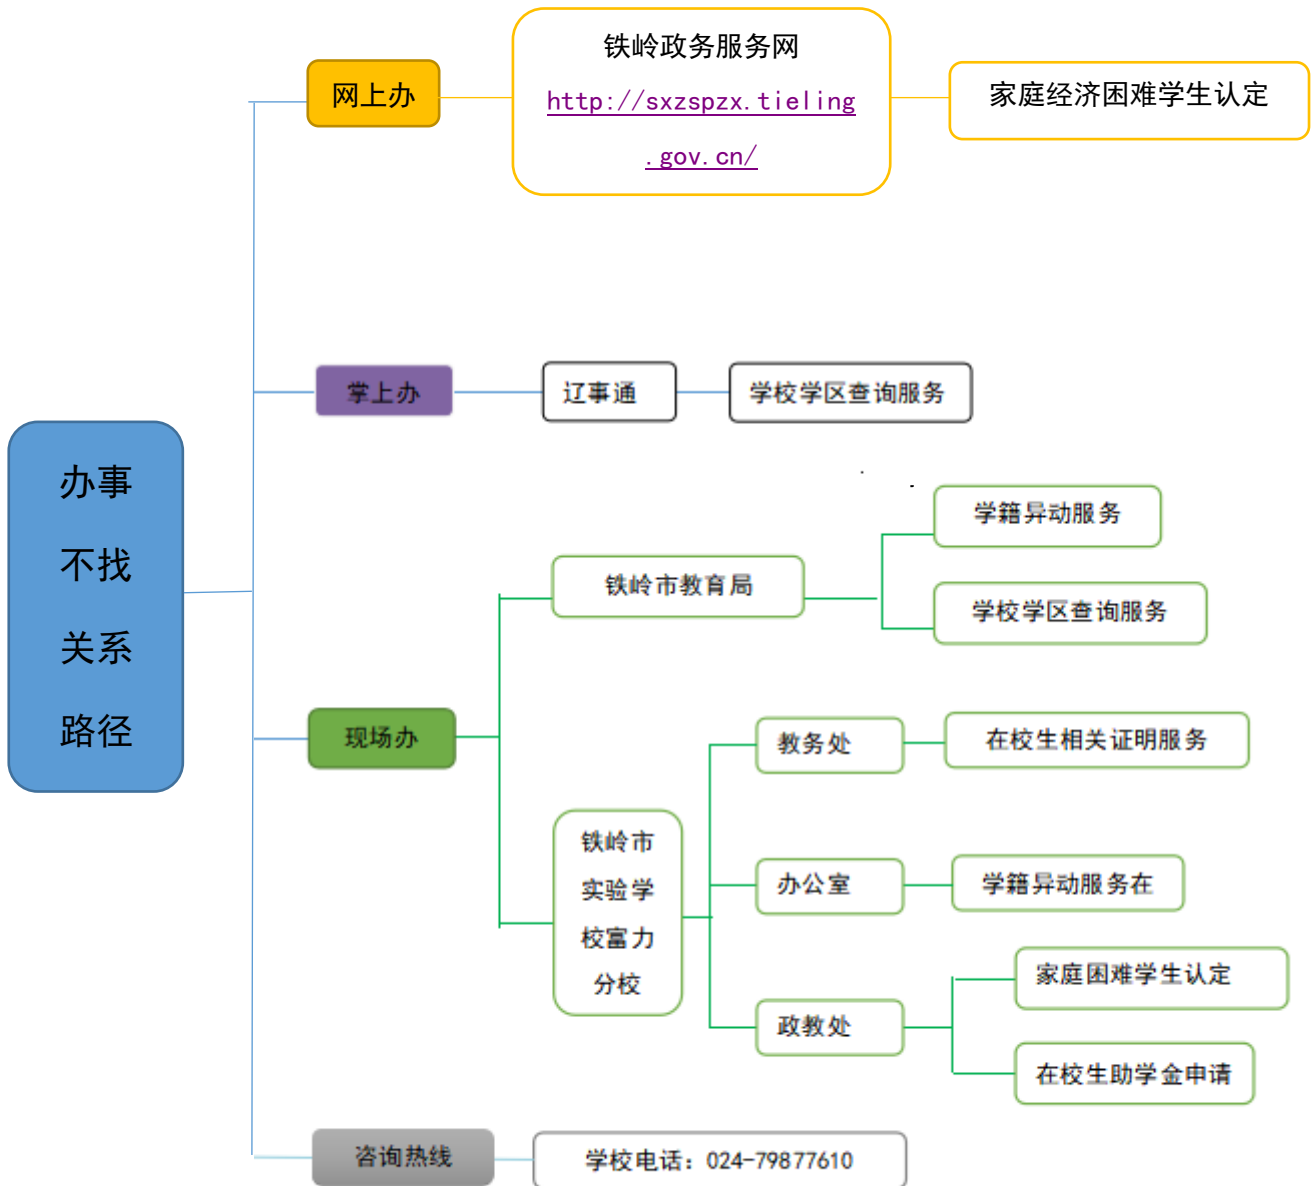 办事
不找
关系
路径
网上办
铁岭政务服务网
http://sxzspzx.tieling
.gov.cn/
家庭经济困难学生认定
掌上办
辽事通
学校学区查询服务
现场办
铁岭市教育局
学籍异动服务
学校学区查询服务
铁岭市
实验学
校富力
分校
教务处
在校生相关证明服务
办公室
学籍异动服务在
政教处
家庭困难学生认定
在校生助学金申请
咨询热线
学校电话：024-79877610